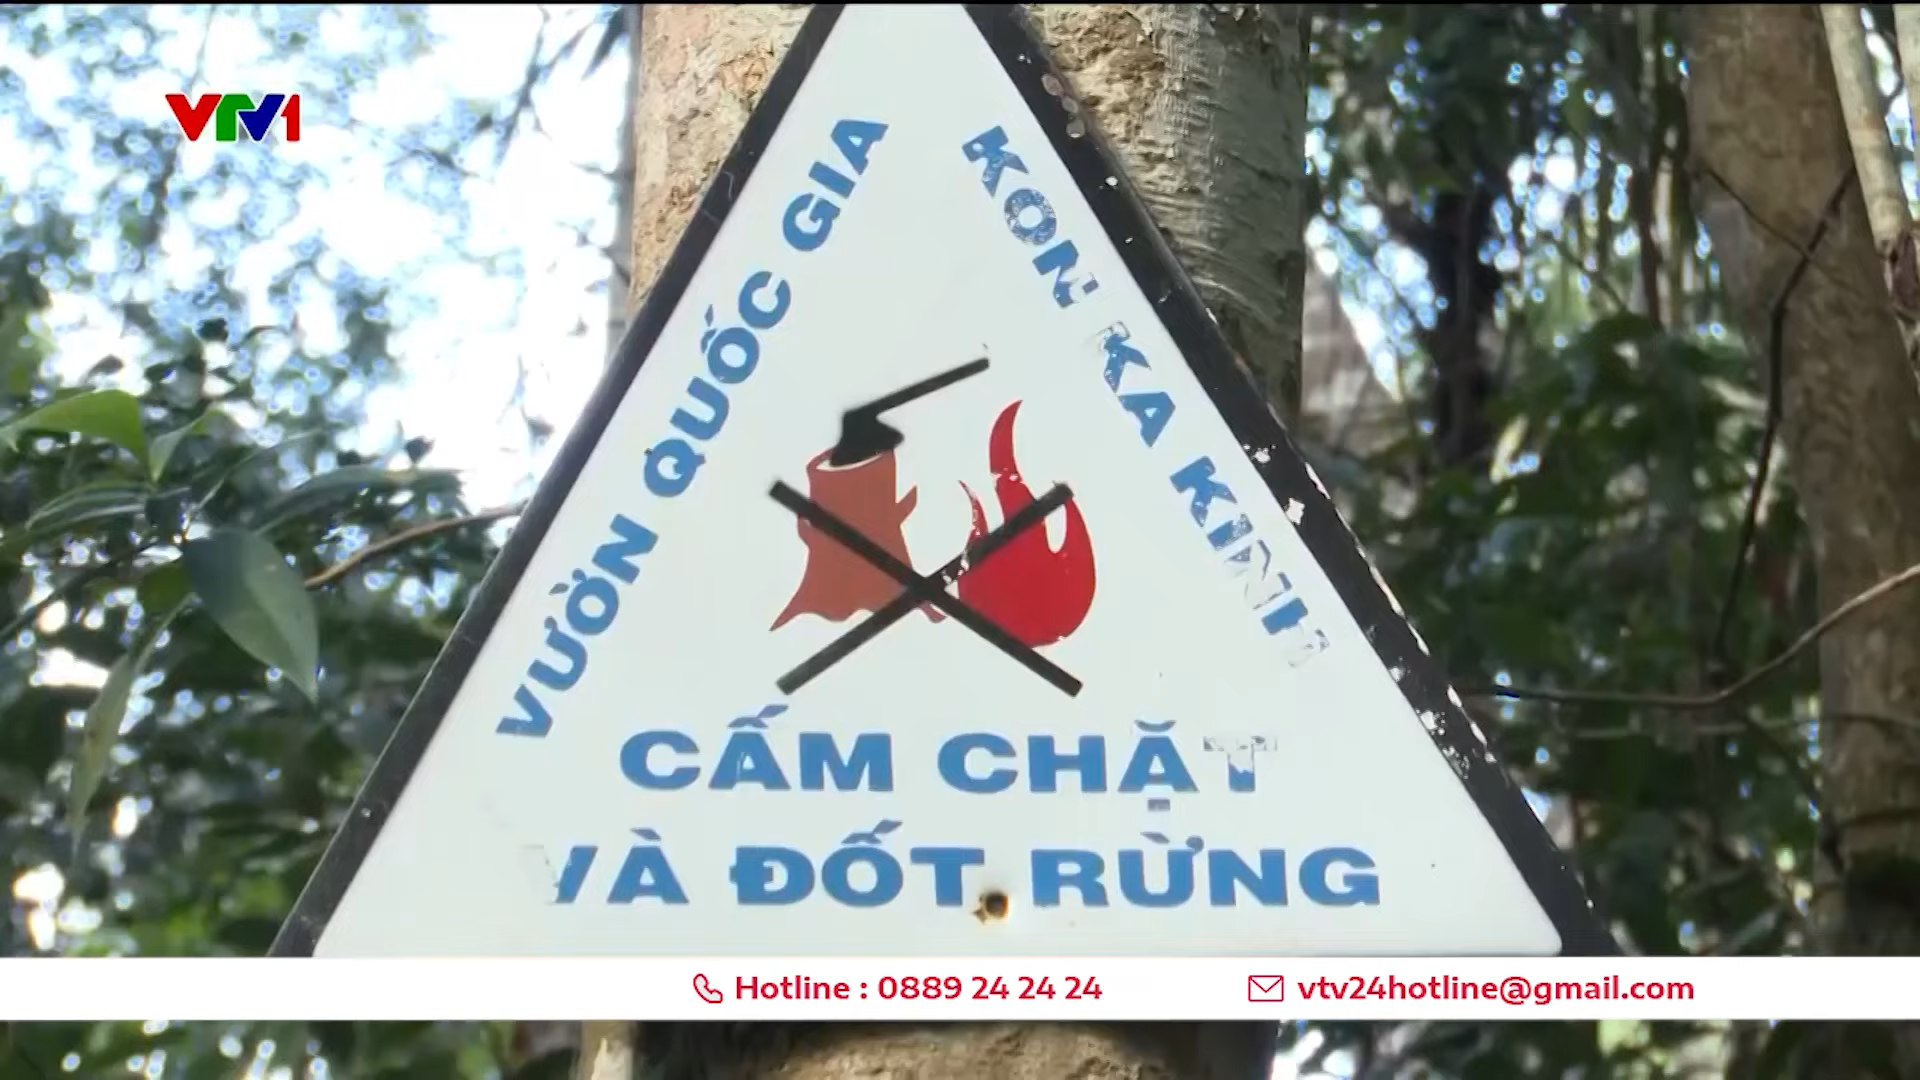 VTV1
VƯỜN QUỐC GIA
KON KA KINH
CẤM CHẶT
VÀ ĐỐT RỪNG
Hotline : 0889 24 24 24
vtv24hotline@gmail.com